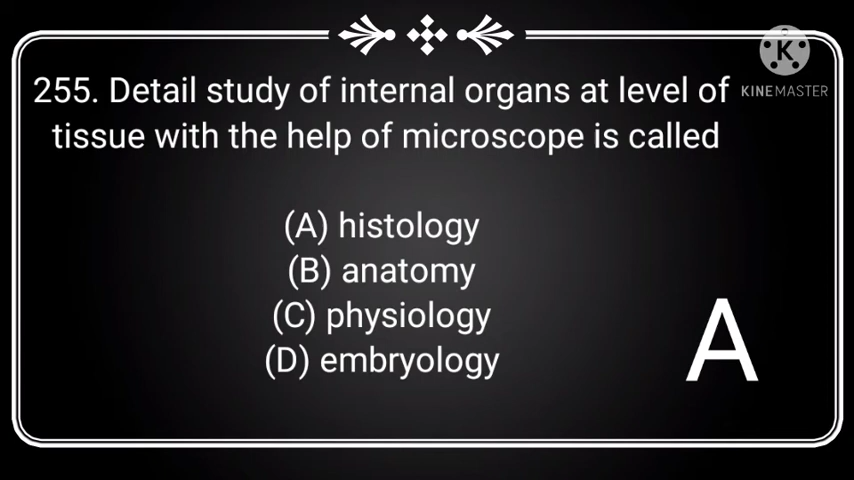 255. Detail study of internal organs at level of
tissue with the help of microscope is called
(A) histology
(B) anatomy
(C) physiology
(D) embryology
A
K
KINEMASTER